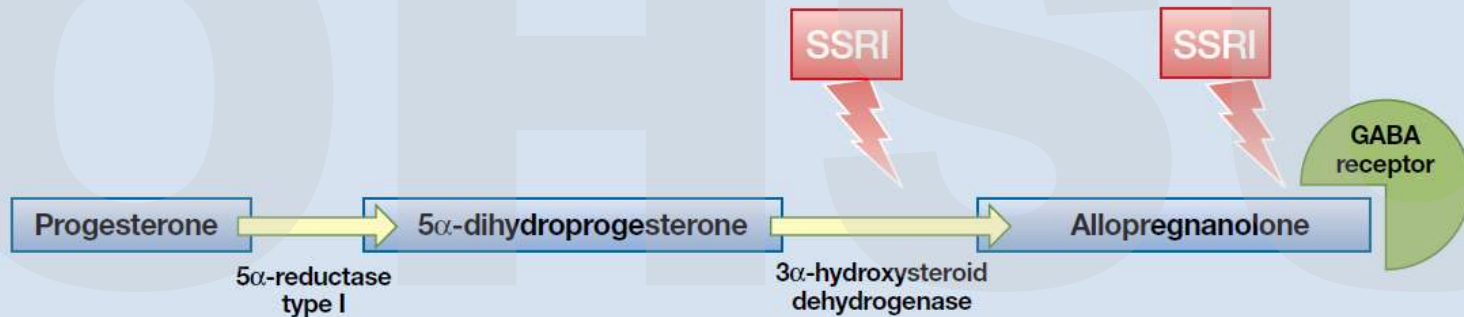 OHSU
SSRI
SSRI
GABA
receptor
Progesterone
5α-dihydroprogesterone
Allopregnanolone
5α-reductase
type I
3α-hydroxysteroid
dehydrogenase